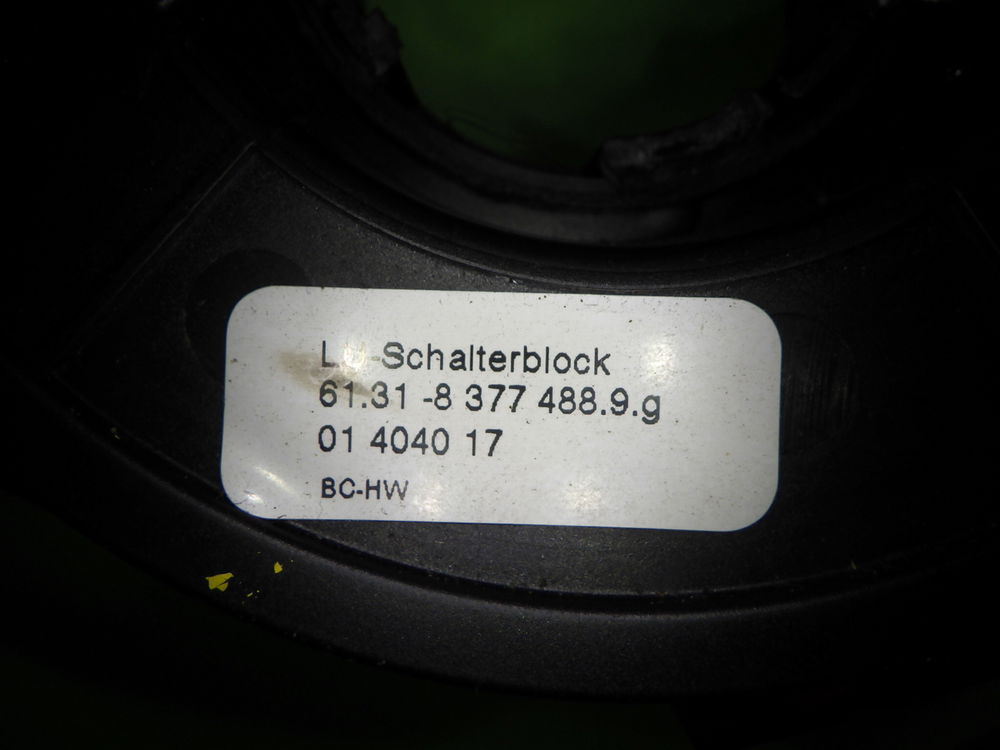 -Schalterblock
61.31 -8 377 488.9.g
01 4040 17
BC-HW